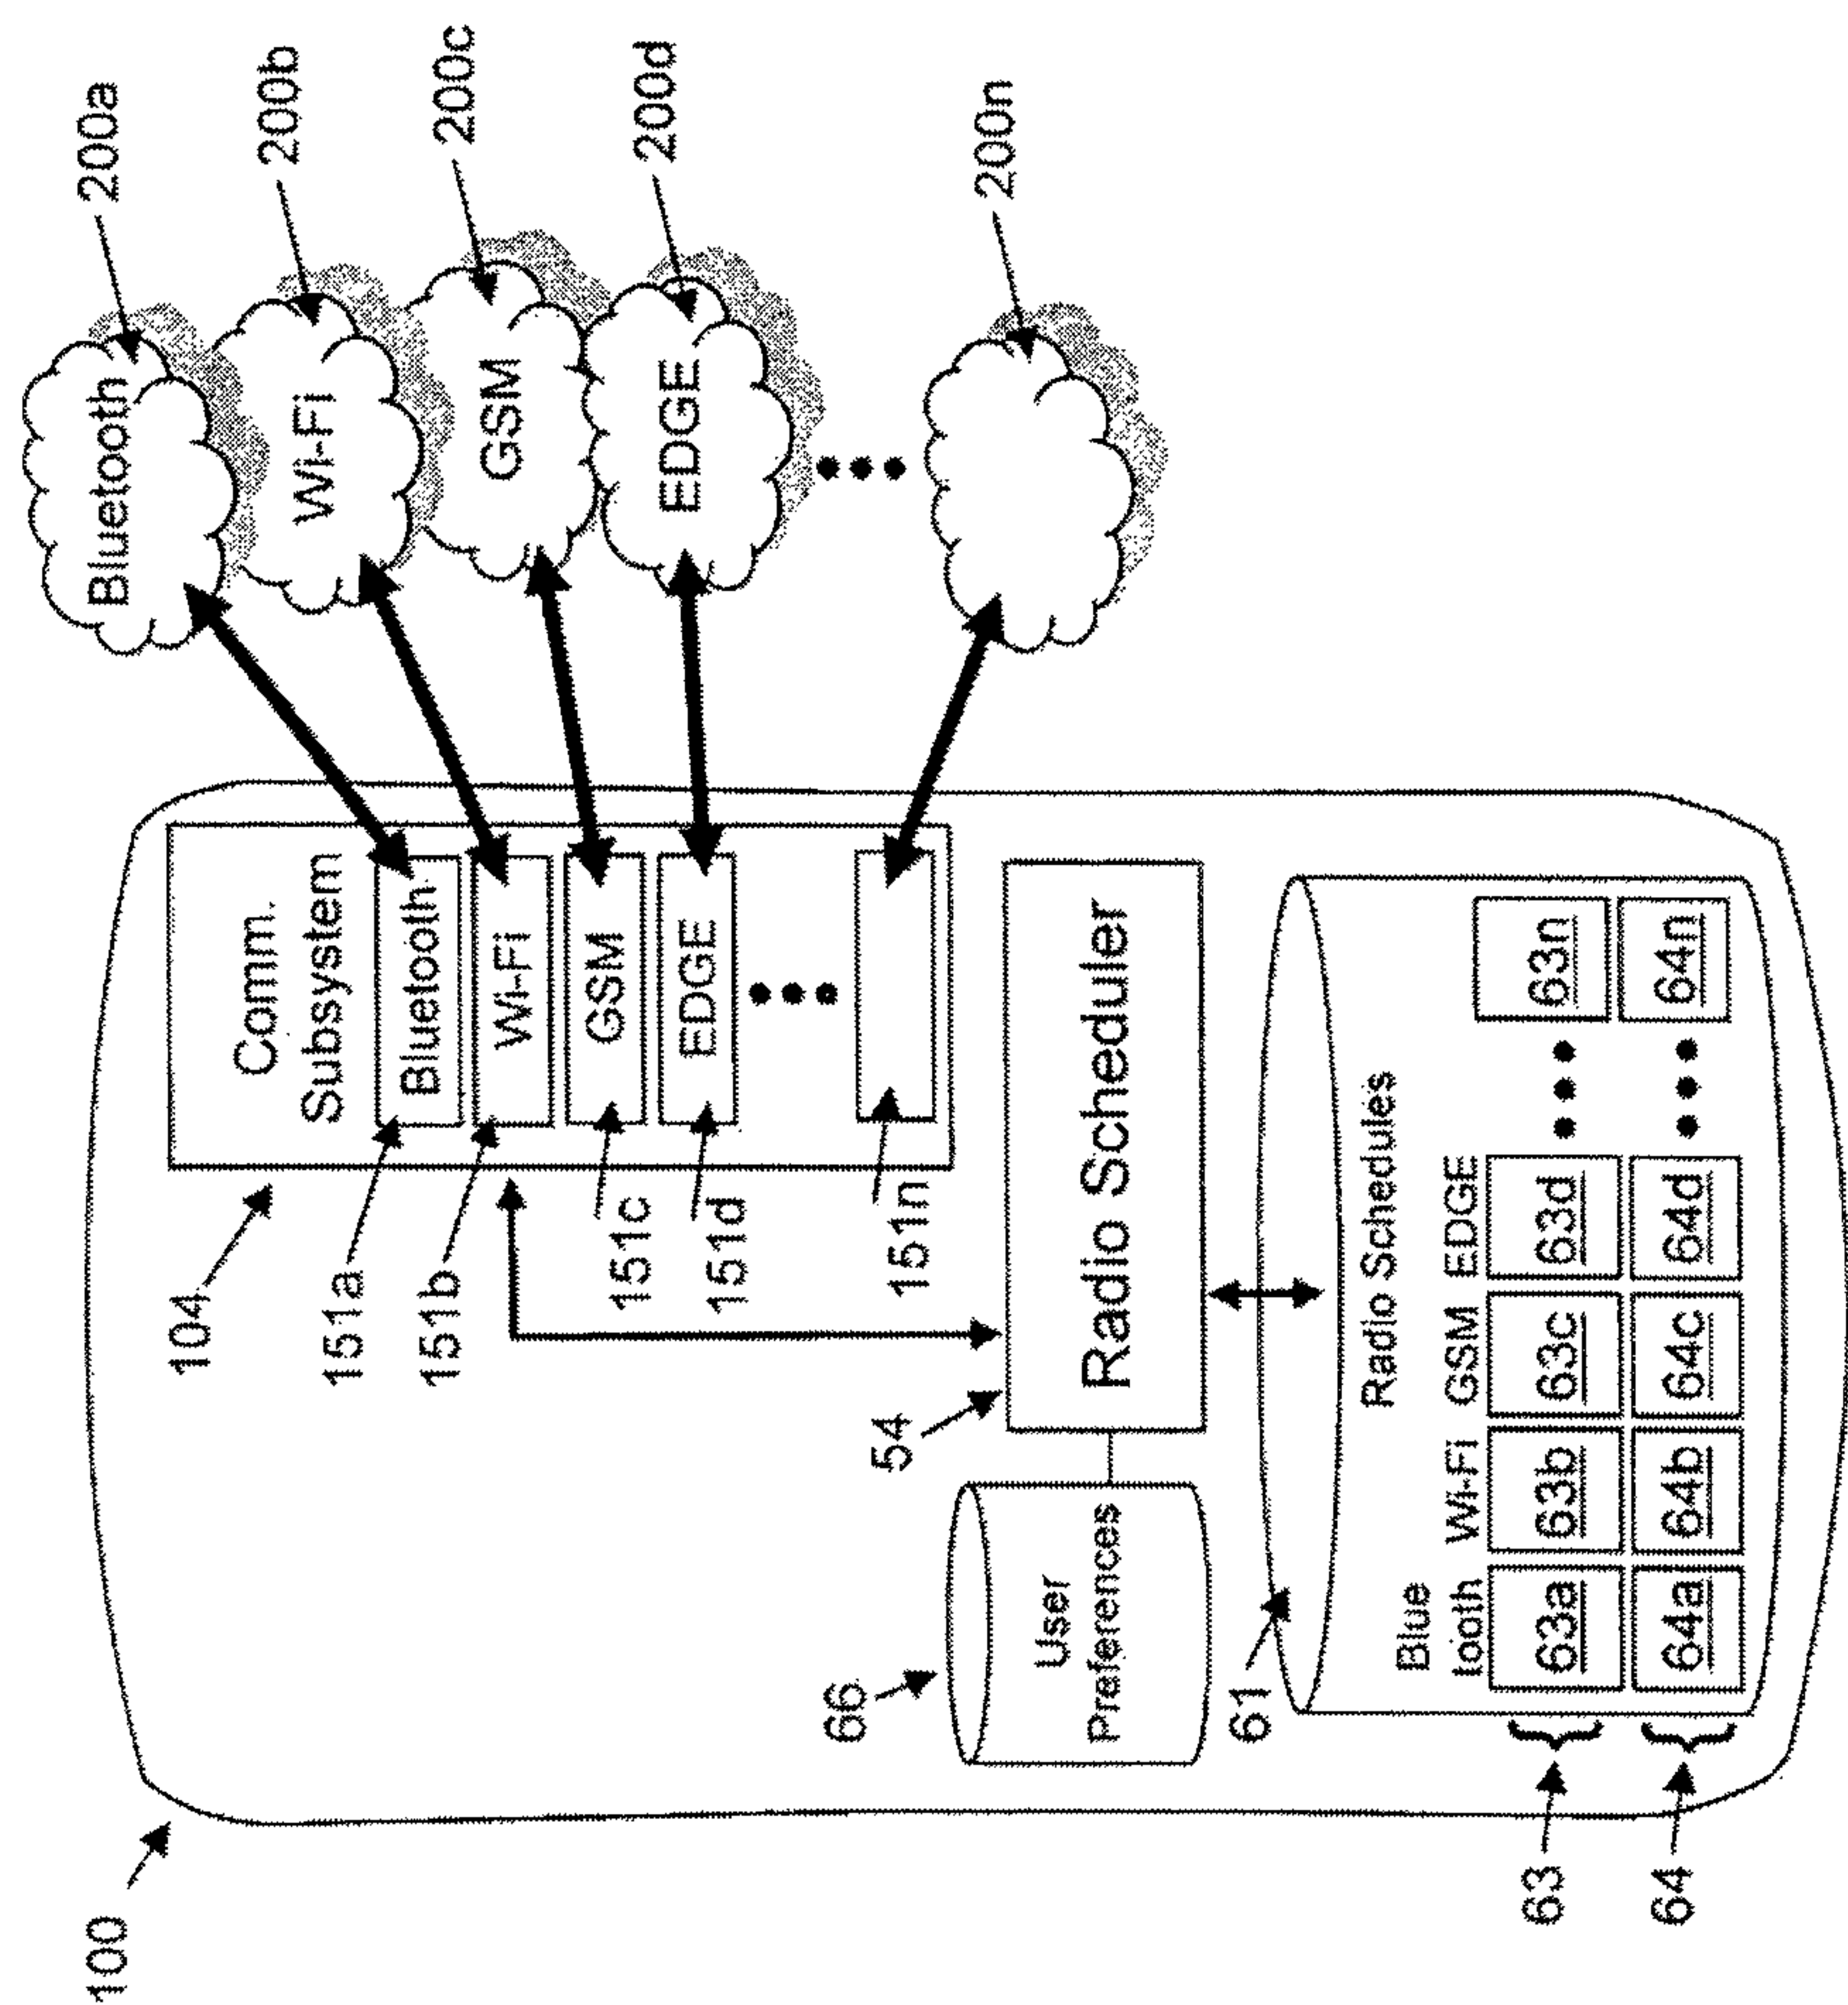 100
104
Comm.
Subsystem
151a
Bluetooth
Bluetooth
200a
151b
Wi-Fi
Wi-Fi
200b
151c
GSM
GSM
200c
151d
EDGE
EDGE
200d
151n
200n
54
Radio Scheduler
66
User
Preferences
61
Radio Schedules
Blue
tooth
Wi-Fi
GSM
EDGE
63
63a
63b
63c
63d
63n
64
64a
64b
64c
64d
64n